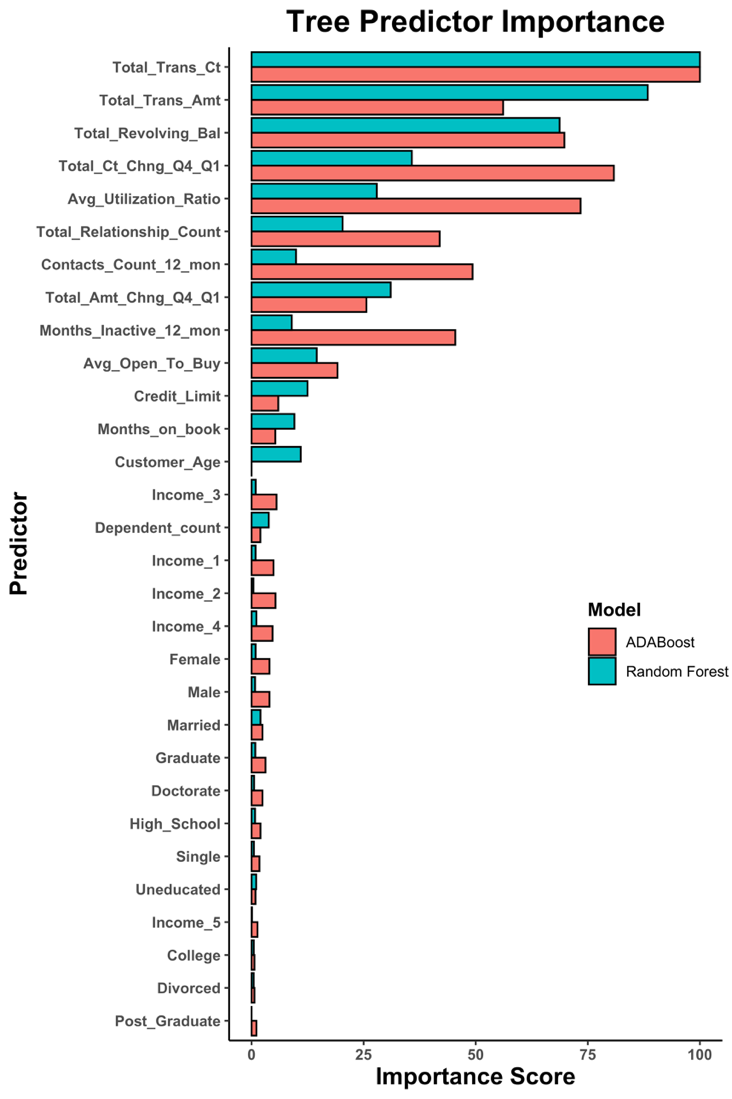 Tree Predictor Importance
Total_Trans_Ct
Total_Trans_Amt
Total_Revolving_Bal
Total_Ct_Chng_Q4_Q1
Avg_Utilization_Ratio
Total_Relationship_Count
Contacts_Count_12_mon
Total_Amt_Chng_Q4_Q1
Months_Inactive_12_mon
Avg_Open_To_Buy
Credit_Limit
Months_on_book
Customer_Age
Income_3
Dependent_count
Income_1
Income_2
Income_4
Female
Male
Married
Graduate
Doctorate
High_School
Single
Uneducated
Income_5
College
Divorced
Post_Graduate
Predictor
Model
ADABoost
Random Forest
0 25 50 75 100
Importance Score